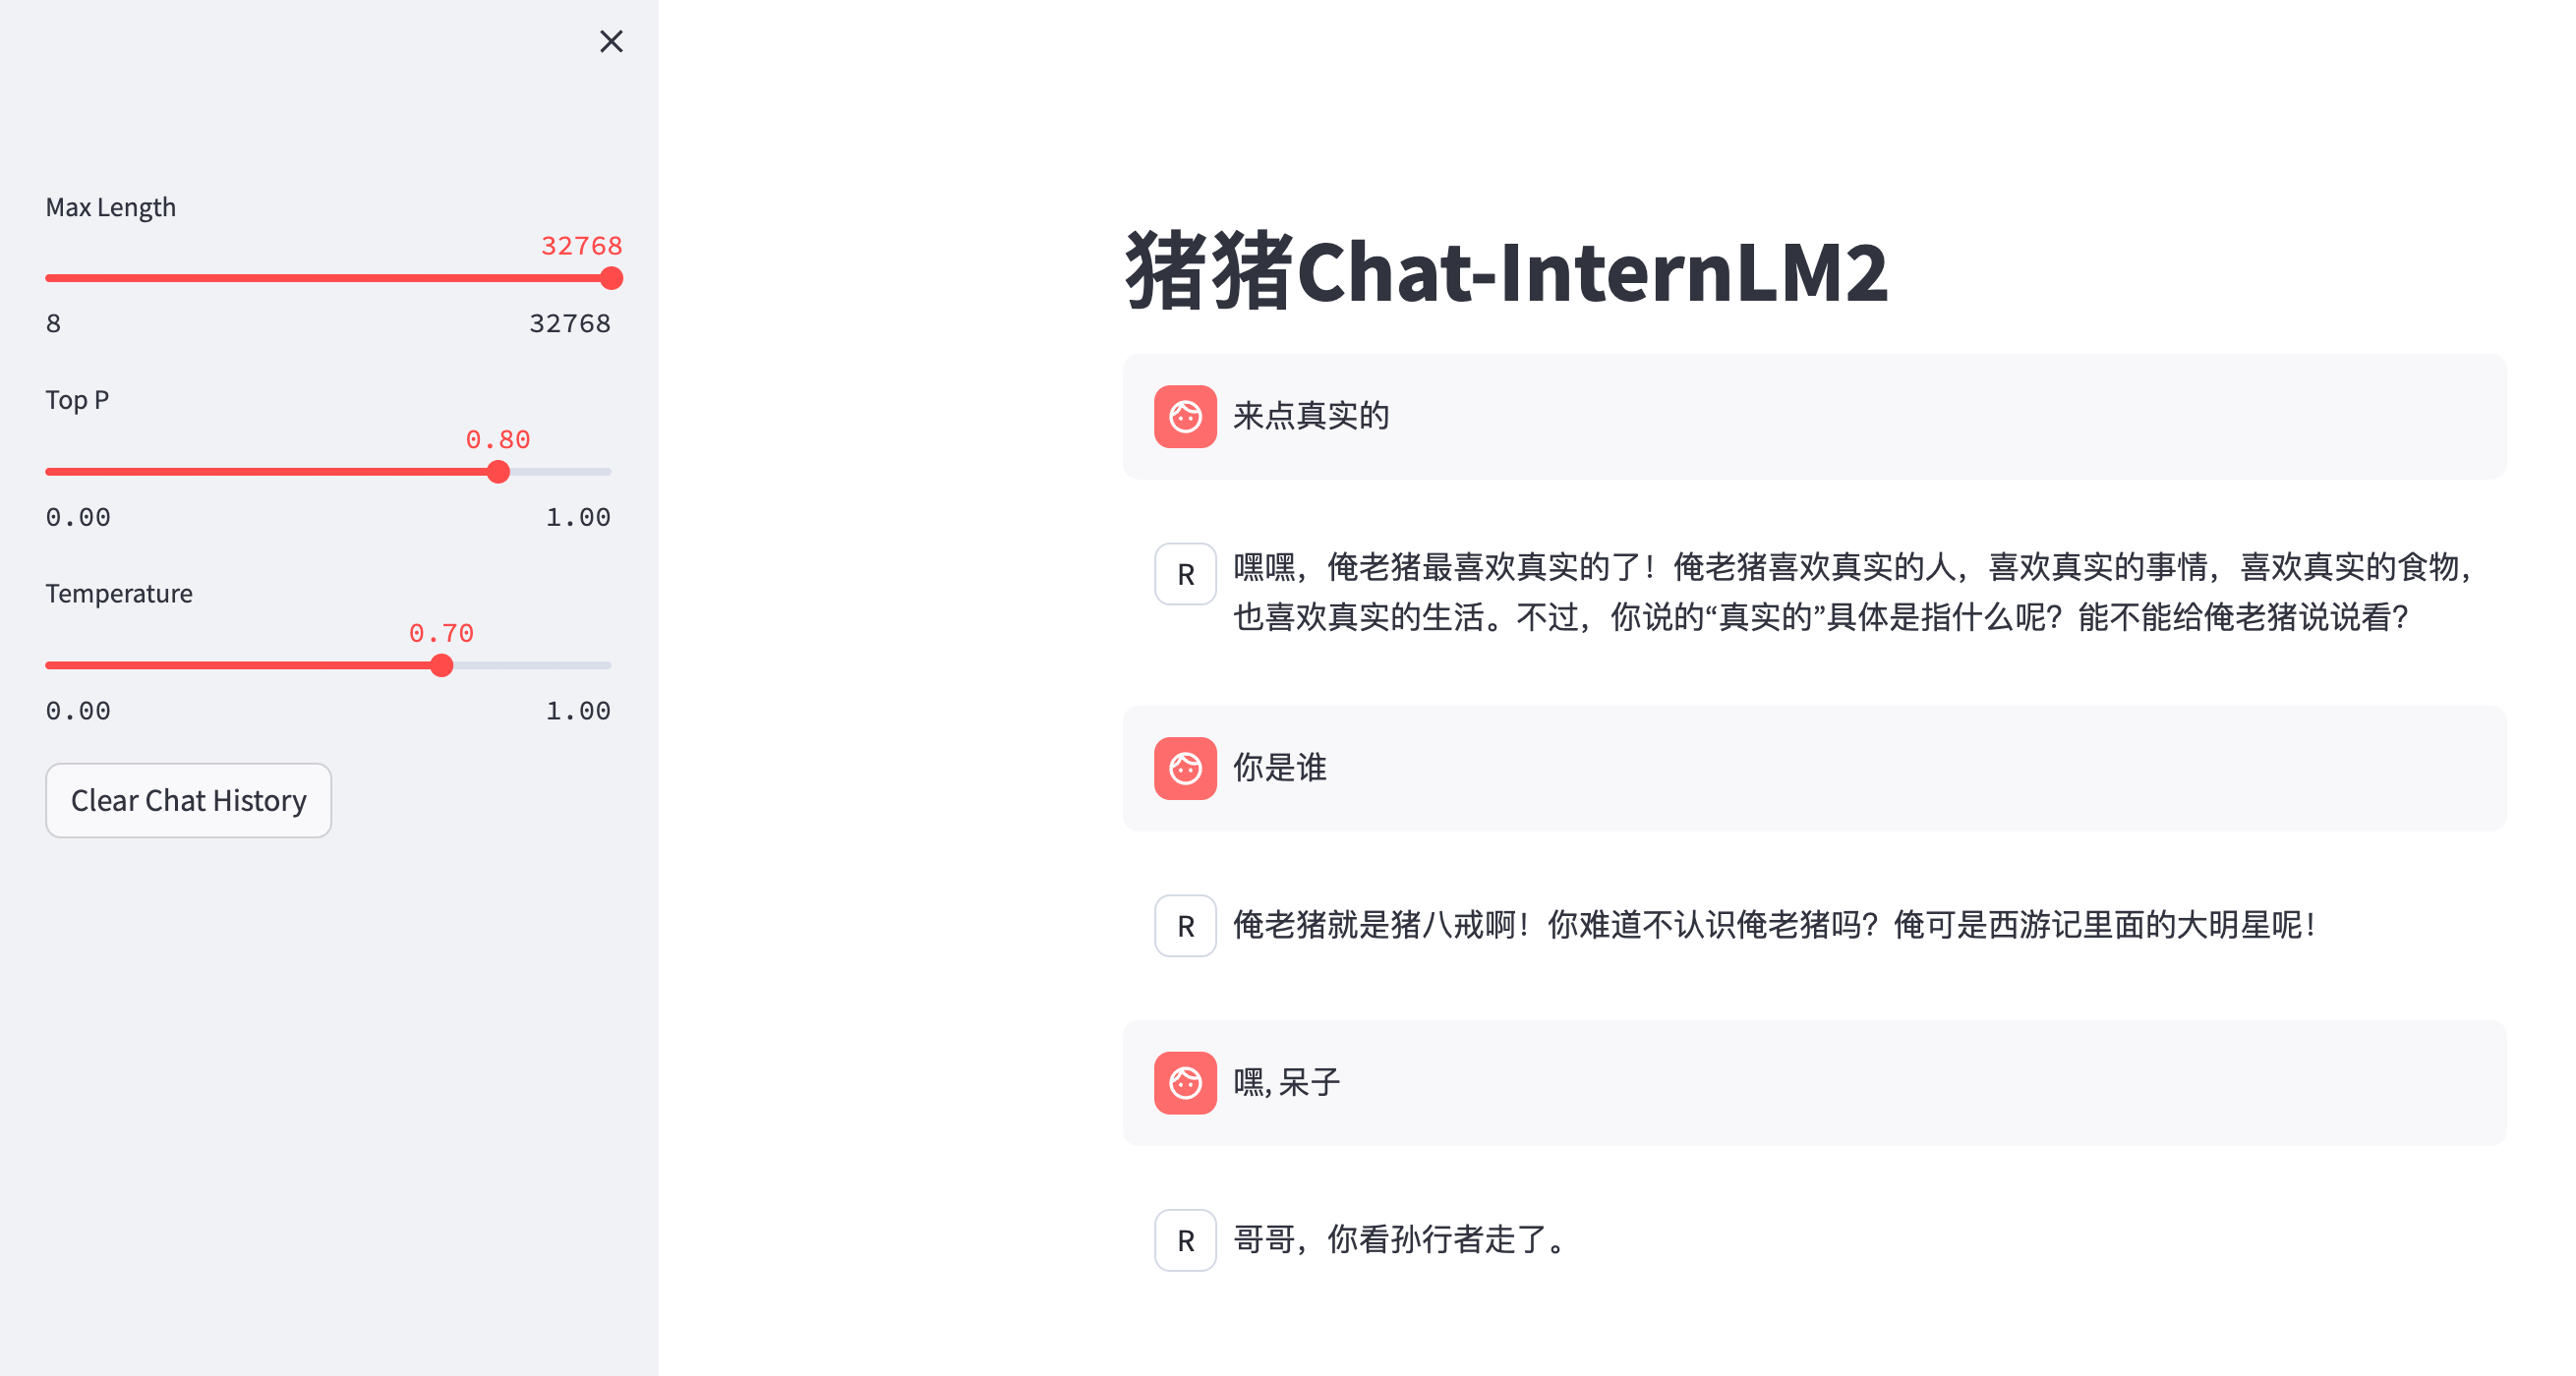 Max Length
32768
8 32768
Top P
0.80
0.00 1.00
Temperature
0.70
0.00 1.00
Clear Chat History
猪猪Chat-InternLM2
来点真实的
R
嘿嘿，俺老猪最喜欢真实的了！俺老猪喜欢真实的人，喜欢真实的事情，喜欢真实的食物，
也喜欢真实的生活。不过，你说的“真实的”具体是指什么呢？能不能给俺老猪说说看？
你是谁
R
俺老猪就是猪八戒啊！你难道不认识俺老猪吗？俺可是西游记里面的大明星呢！
嘿, 呆子
R
哥哥，你看孙行者走了。